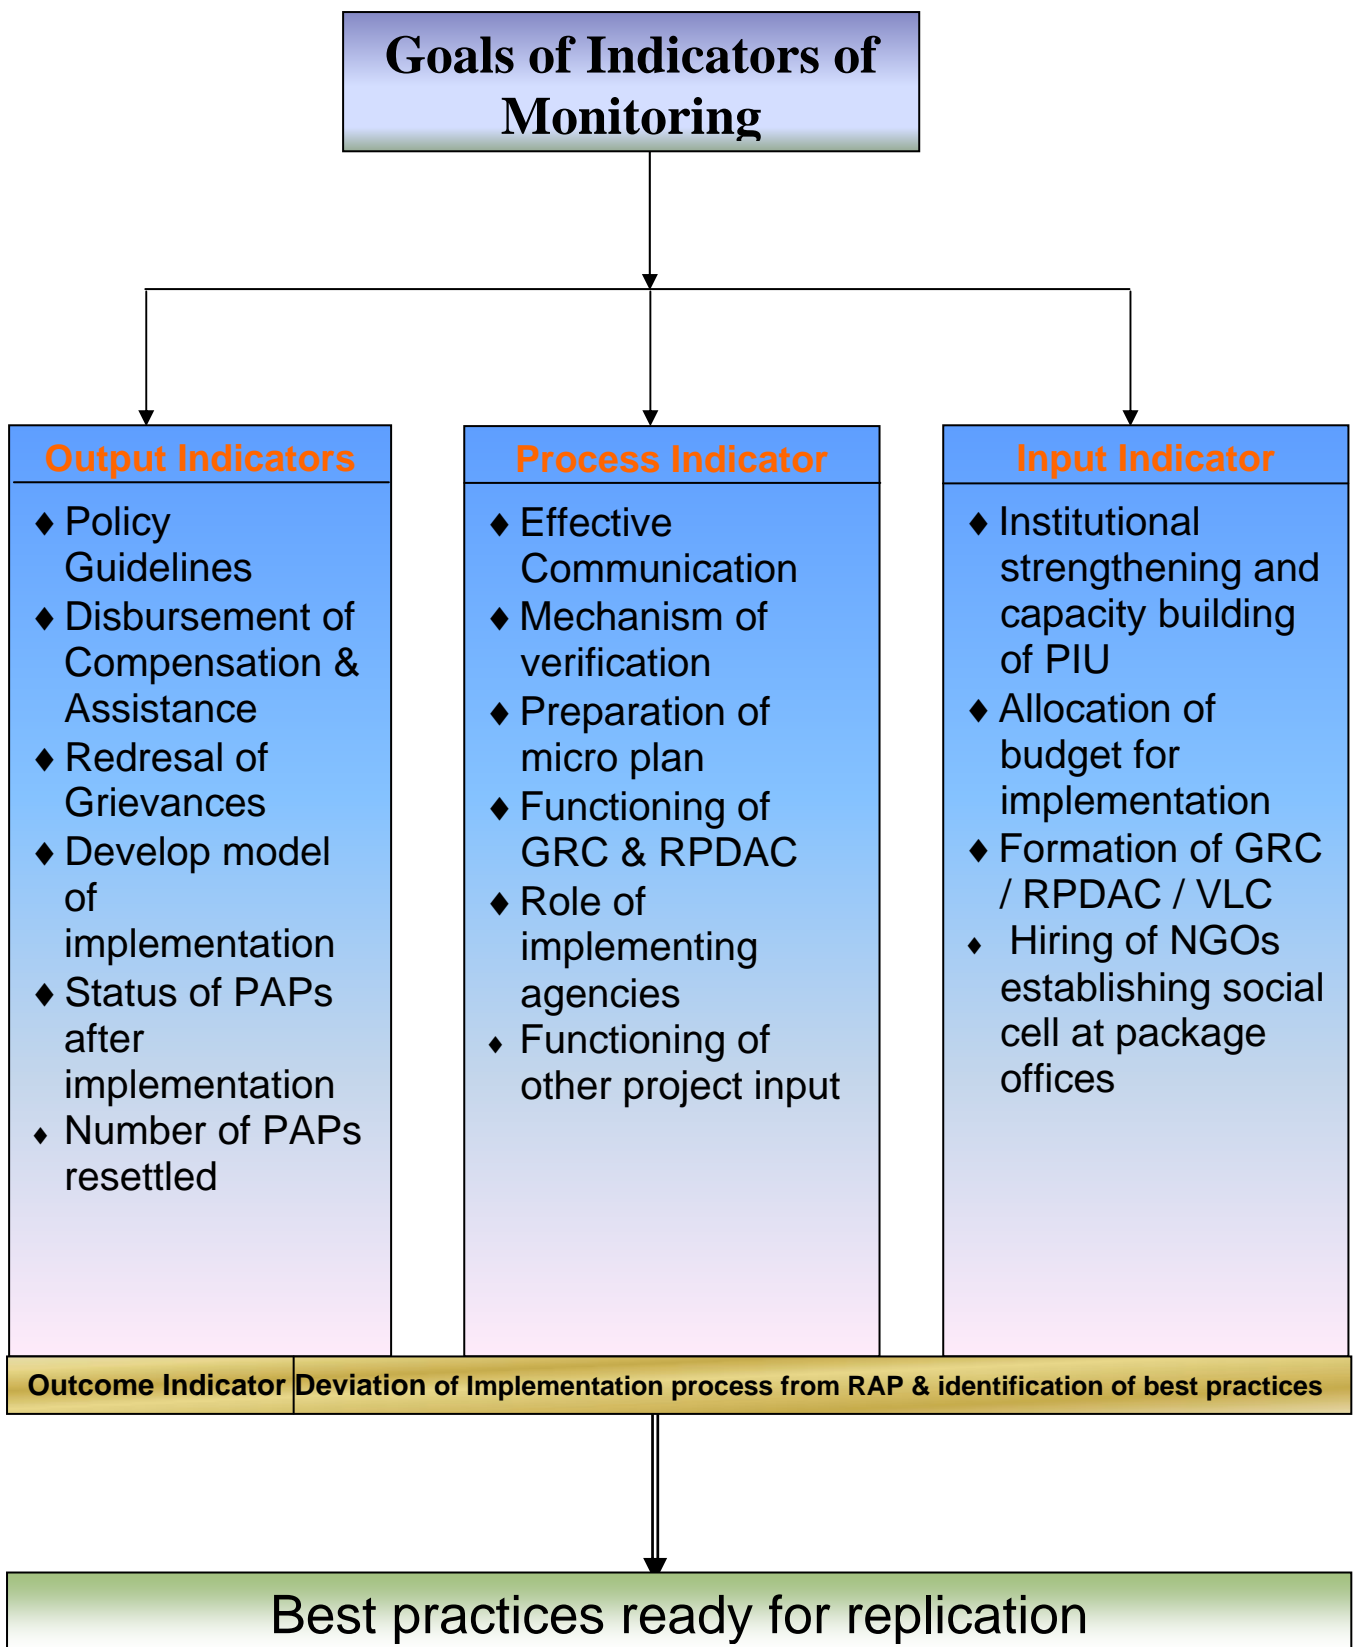 Goals of Indicators of
Monitoring
Output Indicators
♦ Policy
Guidelines
♦ Disbursement of
Compensation &
Assistance
♦ Redresal of
Grievances
♦ Develop model
of
implementation
♦ Status of PAPs
after
implementation
♦ Number of PAPs
resettled
Process Indicator
♦ Effective
Communication
♦ Mechanism of
verification
♦ Preparation of
micro plan
♦ Functioning of
GRC & RPDAC
♦ Role of
implementing
agencies
♦ Functioning of
other project input
Input Indicator
♦ Institutional
strengthening and
capacity building
of PIU
♦ Allocation of
budget for
implementation
♦ Formation of GRC
/ RPDAC / VLC
♦ Hiring of NGOs
establishing social
cell at package
offices
Outcome Indicator Deviation of Implementation process from RAP & identification of best practices
Best practices ready for replication